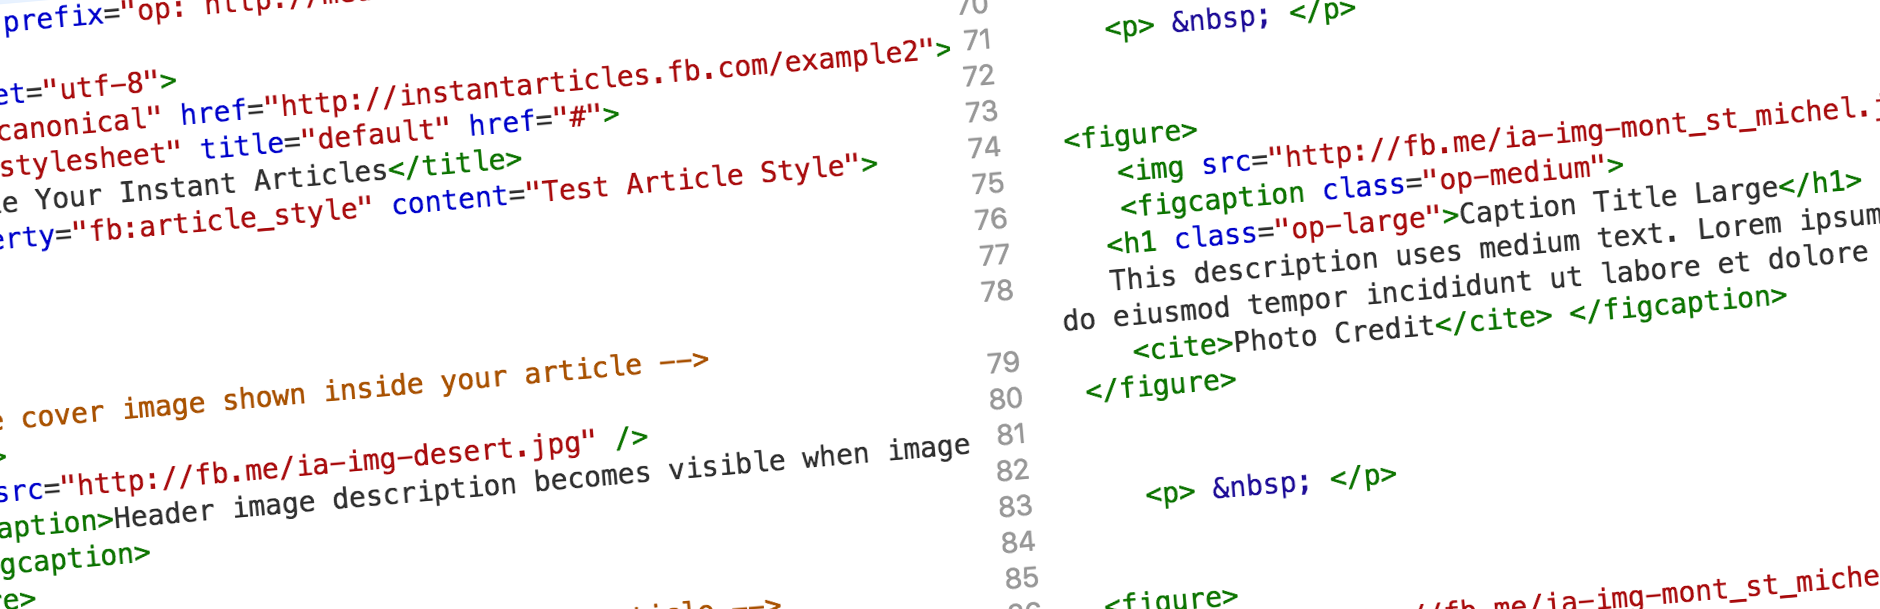 prefix="op: http://me
et="utf-8">
canonical" href="http://instantarticles.fb.com/example2">
stylesheet" title="default" href="#">
e Your Instant Articles</title>
erty="fb:article_style" content="Test Article Style">
cover image shown inside your article -->
>
src="http://fb.me/ia-img-desert.jpg" />
aption>Header image description becomes visible when image
gcaption>
re>
-->
70
71 <p> &nbsp; </p>
72
73
74 <figure>
75 <img src="http://fb.me/ia-img-mont_st_michel.j
76 <figcaption class="op-medium">
77 <h1 class="op-large">Caption Title Large</h1>
78 This description uses medium text. Lorem ipsum
do eiusmod tempor incididunt ut labore et dolore
79 <cite>Photo Credit</cite> </figcaption>
80 </figure>
81
82
83 <p> &nbsp; </p>
84
85
86 <figure>
//fb.me/ia-img-mont_st_miche